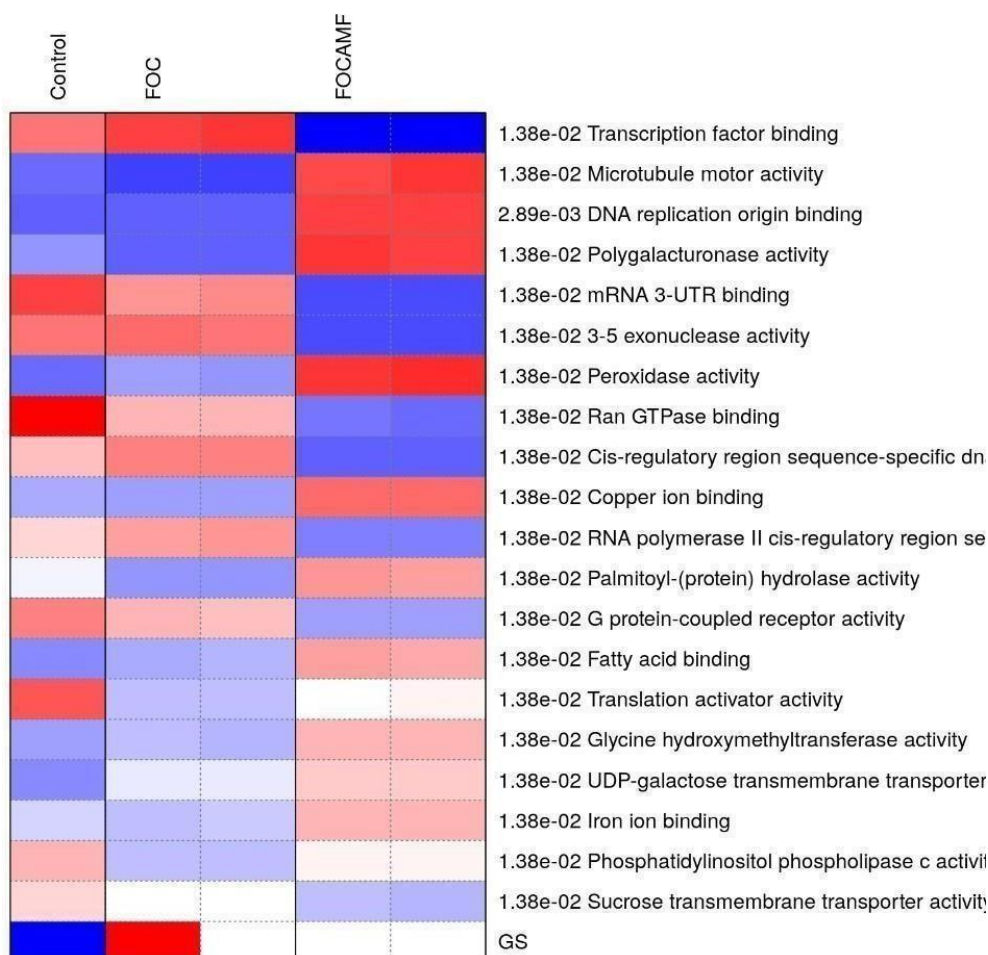 Control
FOC
FOCAMF
1.38e-02 Transcription factor binding
1.38e-02 Microtubule motor activity
2.89e-03 DNA replication origin binding
1.38e-02 Polygalacturonase activity
1.38e-02 mRNA 3-UTR binding
1.38e-02 3-5 exonuclease activity
1.38e-02 Peroxidase activity
1.38e-02 Ran GTPase binding
1.38e-02 Cis-regulatory region sequence-specific dn
1.38e-02 Copper ion binding
1.38e-02 RNA polymerase II cis-regulatory region se
1.38e-02 Palmitoyl-(protein) hydrolase activity
1.38e-02 G protein-coupled receptor activity
1.38e-02 Fatty acid binding
1.38e-02 Translation activator activity
1.38e-02 Glycine hydroxymethyltransferase activity
1.38e-02 UDP-galactose transmembrane transporter
1.38e-02 Iron ion binding
1.38e-02 Phosphatidylinositol phospholipase c activit
1.38e-02 Sucrose transmembrane transporter activity
GS